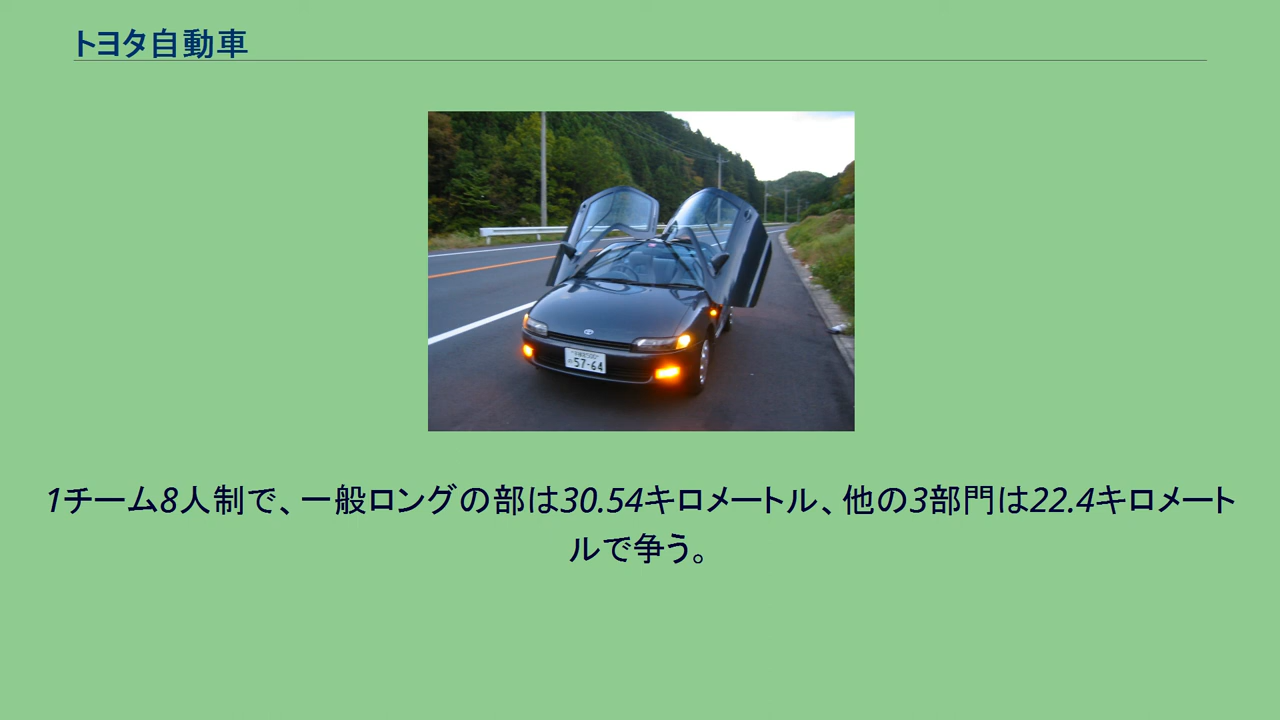 トヨタ自動車
57-64
1チーム8人制で、一般ロングの部は30.54キロメートル、他の3部門は22.4キロメート
ルで争う。